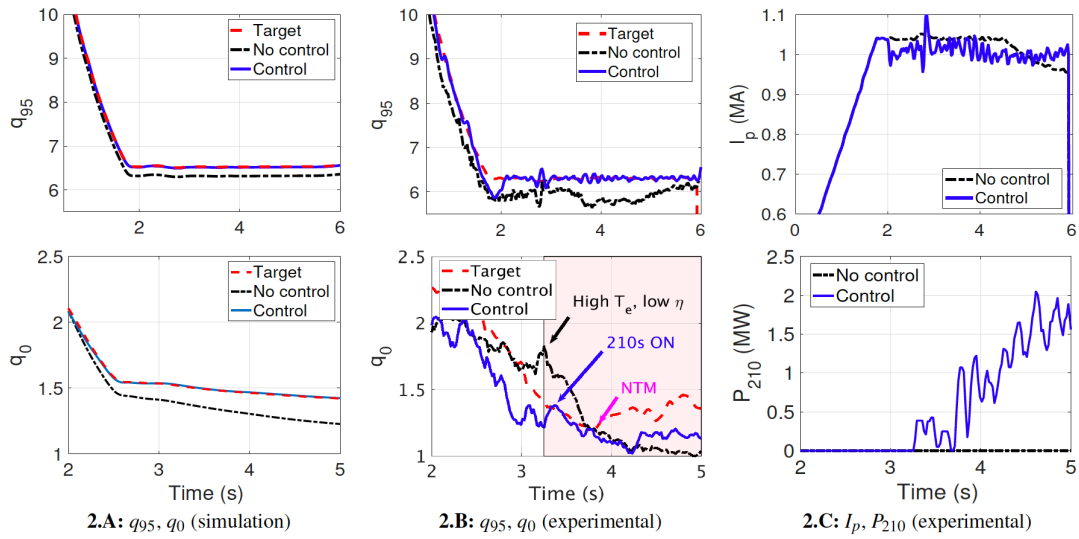 10
9
8
7
6
q95
2
4
6
Target
No control
Control
10
9
8
7
6
q95
2
4
6
Target
No control
Control
1.1
1
0.9
0.8
0.7
0.6
Ip (MA)
0
1
2
3
4
5
6
No control
Control
2.5
2
1.5
1
q0
2
3
4
5
Time (s)
Target
No control
Control
2.5
2
1.5
1
q0
2
3
4
5
Time (s)
Target
No control
Control
High Te, low η
210s ON
NTM
2.5
2
1.5
1
0.5
0
P210 (MW)
2
3
4
5
Time (s)
No control
Control
2.A: q95, q0 (simulation)
2.B: q95, q0 (experimental)
2.C: Ip, P210 (experimental)